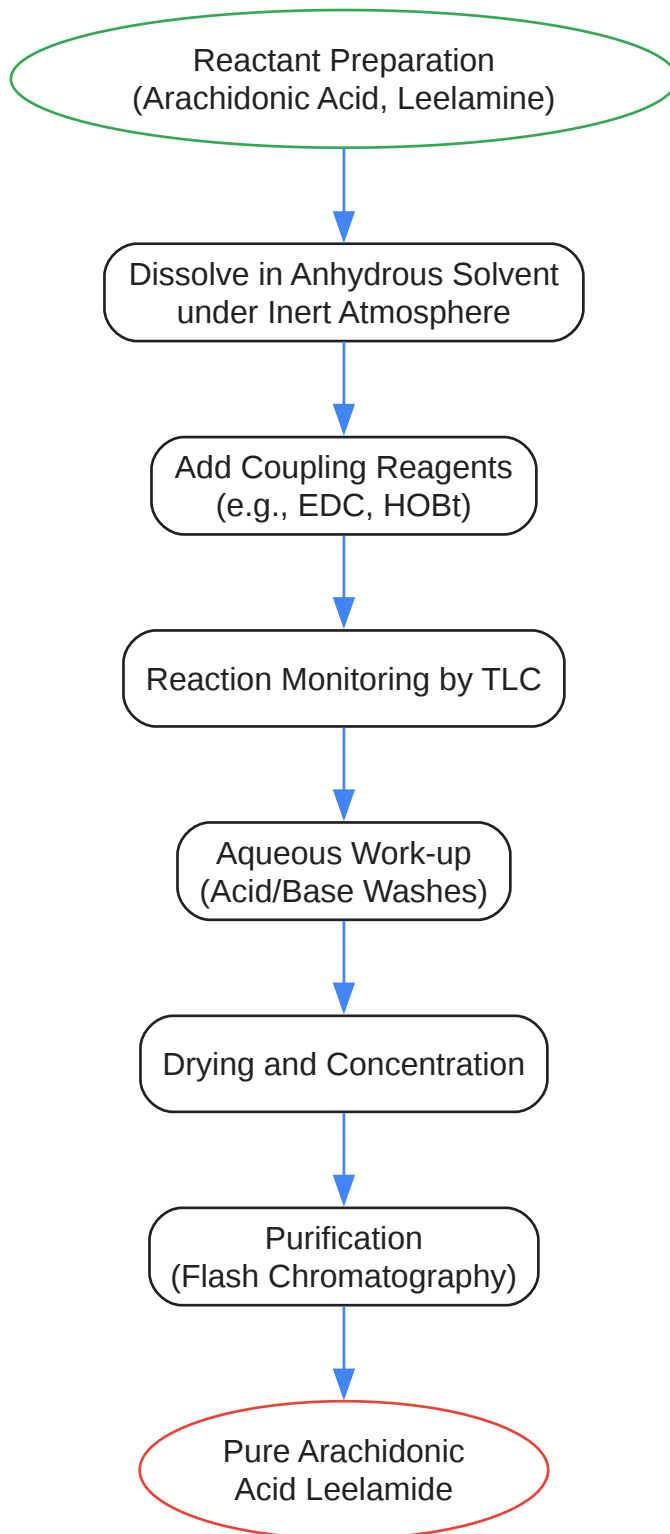 Reactant Preparation
(Arachidonic Acid, Leelamine)
Dissolve in Anhydrous Solvent
under Inert Atmosphere
Add Coupling Reagents
(e.g., EDC, HOBt)
Reaction Monitoring by TLC
Aqueous Work-up
(Acid/Base Washes)
Drying and Concentration
Purification
(Flash Chromatography)
Pure Arachidonic
Acid Leelamide